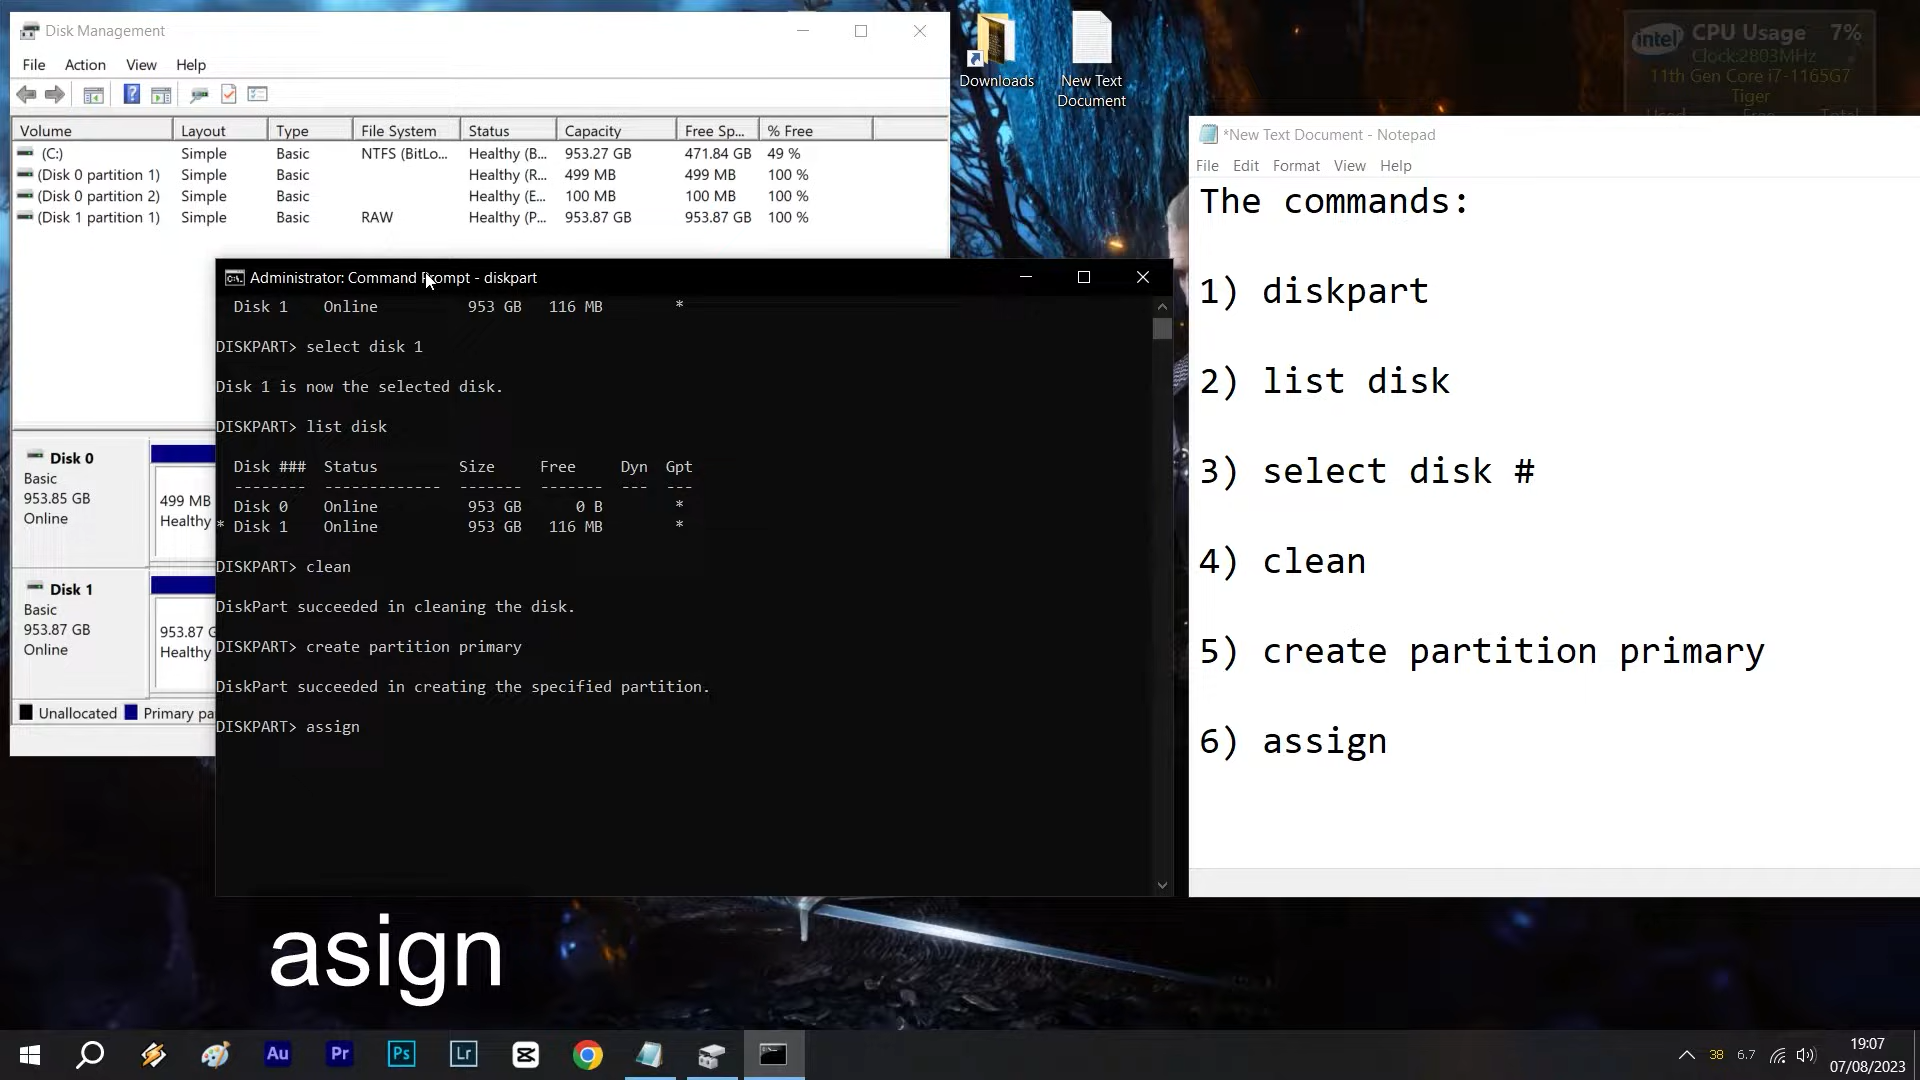 Disk Management
File Action View Help
Volume Layout Type File System Status Capacity Free Sp... % Free
(C:) Simple Basic NTFS (BitLo... Healthy (B... 953.27 GB 471.84 GB 49 %
(Disk 0 partition 1) Simple Basic Healthy (R... 499 MB 499 MB 100 %
(Disk 0 partition 2) Simple Basic Healthy (E... 100 MB 100 MB 100 %
(Disk 1 partition 1) Simple Basic RAW Healthy (P... 953.87 GB 953.87 GB 100 %
Disk 0
Basic
953.85 GB
Online
499 MB
Healthy
Disk 1
Basic
953.87 GB
Online
953.87 G
Healthy
Unallocated Primary pa
Administrator: Command Prompt - diskpart
Disk 1 Online 953 GB 116 MB *
DISKPART> select disk 1
Disk 1 is now the selected disk.
DISKPART> list disk
Disk ### Status Size Free Dyn Gpt
-------- ------------- ------- ------- --- ---
Disk 0 Online 953 GB 0 B *
* Disk 1 Online 953 GB 116 MB *
DISKPART> clean
DiskPart succeeded in cleaning the disk.
DISKPART> create partition primary
DiskPart succeeded in creating the specified partition.
DISKPART> assign
Downloads
New Text
Document
intel
CPU Usage 7%
Clock:2803MHz
11th Gen Core i7-1165G7
Tiger
Used Free Total
*New Text Document - Notepad
File Edit Format View Help
The commands:
1) diskpart
2) list disk
3) select disk #
4) clean
5) create partition primary
6) assign
asign
Au Pr Ps Lr
38 6.7
19:07
07/08/2023